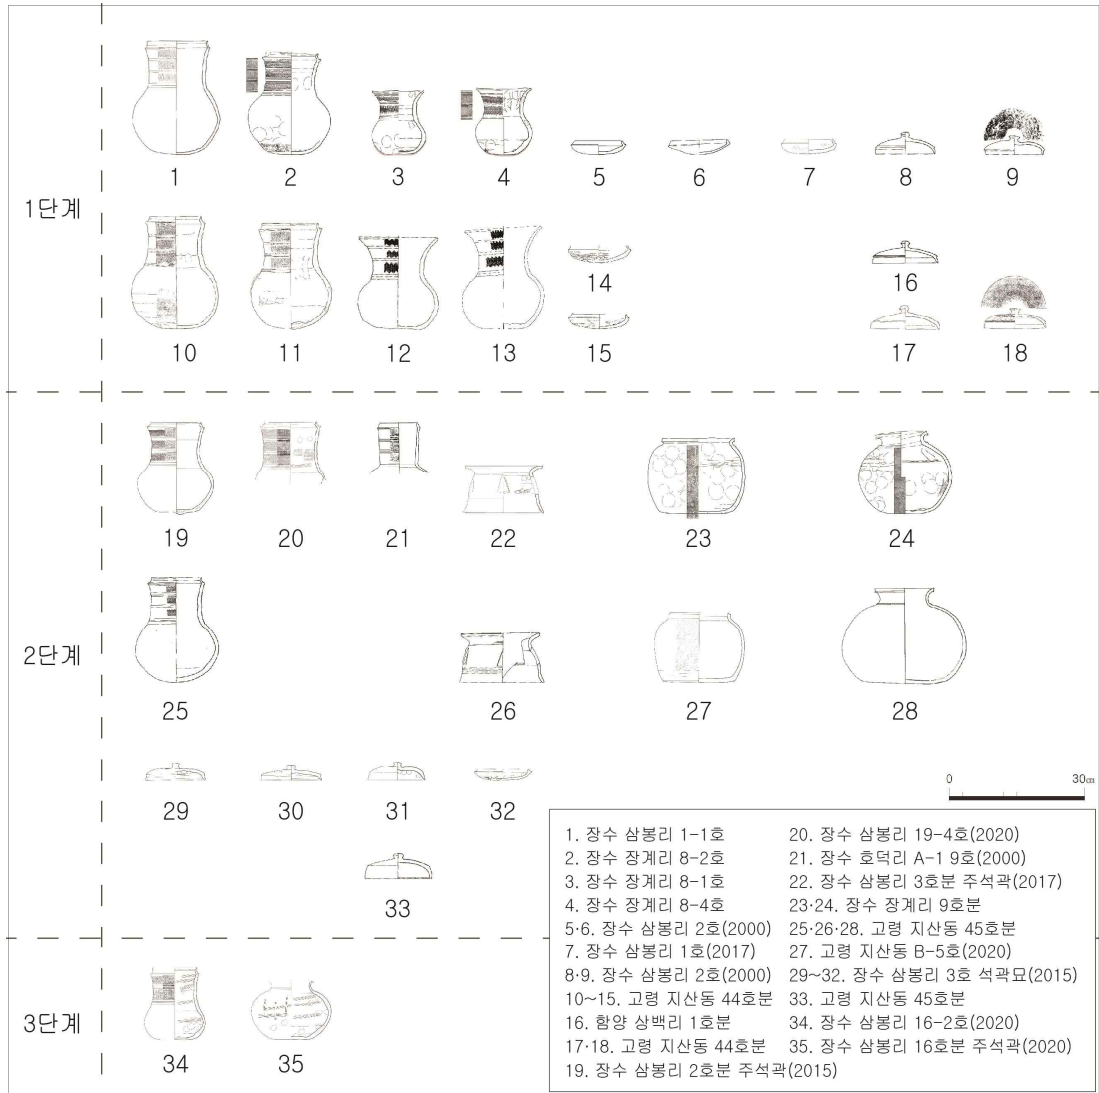 1 2 3 4 5 6 7 8 9
1단계
10 11 12 13 14 16
15 17 18
19 20 21 22 23 24
2단계
25 26 27 28
29 30 31 32
0 30㎝
33
3단계
34 35
1. 장수 삼봉리 1-1호
2. 장수 장계리 8-2호
3. 장수 장계리 8-1호
4. 장수 장계리 8-4호
5·6. 장수 삼봉리 2호(2000)
7. 장수 삼봉리 1호(2017)
8·9. 장수 삼봉리 2호(2000)
10~15. 고령 지산동 44호분
16. 함양 상백리 1호분
17·18. 고령 지산동 44호분
19. 장수 삼봉리 2호분 주석곽(2015)
20. 장수 삼봉리 19-4호(2020)
21. 장수 호덕리 A-1 9호(2000)
22. 장수 삼봉리 3호분 주석곽(2017)
23·24. 장수 장계리 9호분
25·26·28. 고령 지산동 45호분
27. 고령 지산동 B-5호(2020)
29~32. 장수 삼봉리 3호 석곽묘(2015)
33. 고령 지산동 45호분
34. 장수 삼봉리 16-2호(2020)
35. 장수 삼봉리 16호분 주석곽(2020)